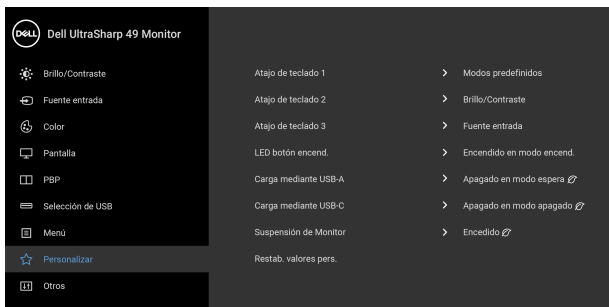 DELL Dell UltraSharp 49 Monitor
Brillo/Contraste
Fuente entrada
Color
Pantalla
PBP
Selección de USB
Menú
Personalizar
Otros
Atajo de teclado 1 > Modos predefinidos
Atajo de teclado 2 > Brillo/Contraste
Atajo de teclado 3 > Fuente entrada
LED botón encend. > Encendido en modo encend.
Carga mediante USB-A > Apagado en modo espera
Carga mediante USB-C > Apagado en modo apagado
Suspensión de Monitor > Encedido
Restab. valores pers.